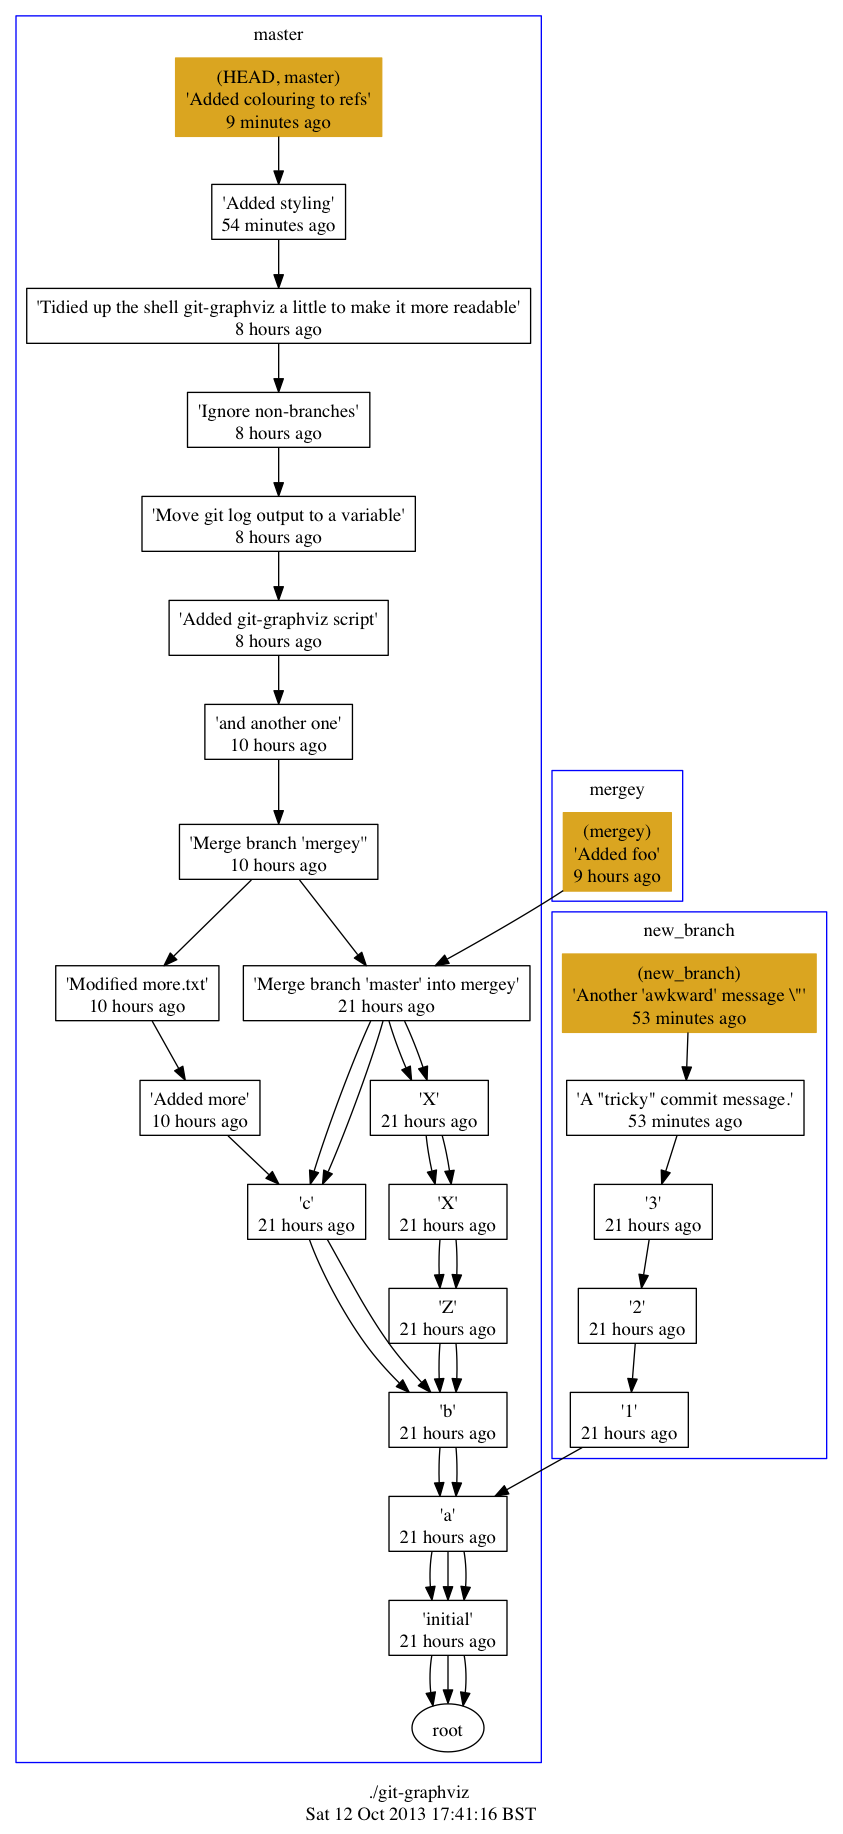 master
(HEAD, master)
'Added colouring to refs'
9 minutes ago
'Added styling'
54 minutes ago
'Tidied up the shell git-graphviz a little to make it more readable'
8 hours ago
'Ignore non-branches'
8 hours ago
'Move git log output to a variable'
8 hours ago
'Added git-graphviz script'
8 hours ago
'and another one'
10 hours ago
'Merge branch 'mergey''
10 hours ago
mergey
(mergey)
'Added foo'
9 hours ago
'Modified more.txt'
10 hours ago
'Merge branch 'master' into mergey'
21 hours ago
'Added more'
10 hours ago
'X'
21 hours ago
'c'
21 hours ago
'X'
21 hours ago
'Z'
21 hours ago
'b'
21 hours ago
'a'
21 hours ago
'initial'
21 hours ago
root
new_branch
(new_branch)
'Another 'awkward' message \"'
53 minutes ago
'A "tricky" commit message.'
53 minutes ago
'3'
21 hours ago
'2'
21 hours ago
'1'
21 hours ago
./git-graphviz
Sat 12 Oct 2013 17:41:16 BST